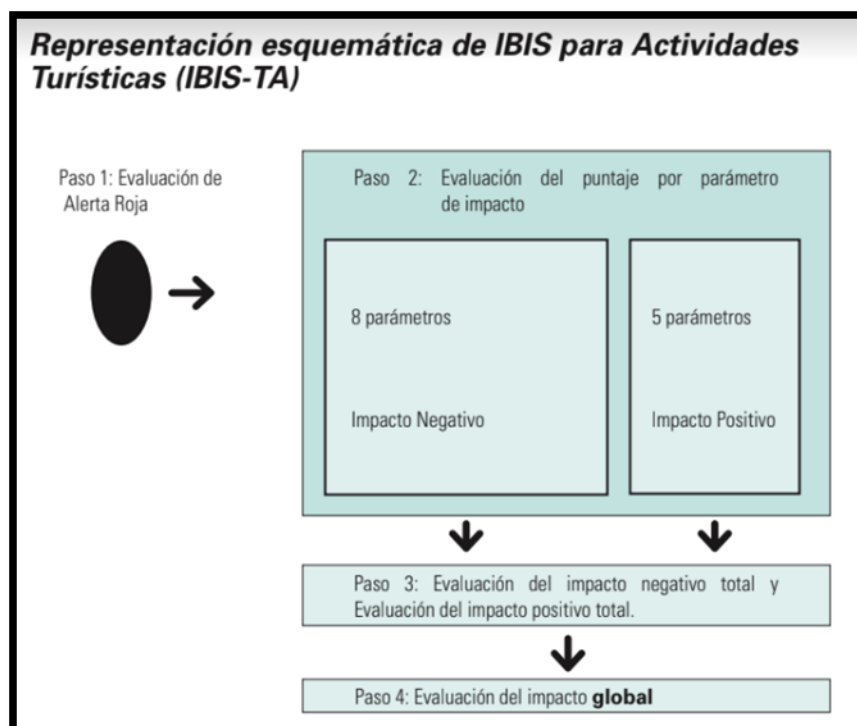 Representación esquemática de IBIS para Actividades
Turísticas (IBIS-TA)
Paso 1: Evaluación de
Alerta Roja
Paso 2: Evaluación del puntaje por parámetro
de impacto
8 parámetros
Impacto Negativo
5 parámetros
Impacto Positivo
Paso 3: Evaluación del impacto negativo total y
Evaluación del impacto positivo total.
Paso 4: Evaluación del impacto global